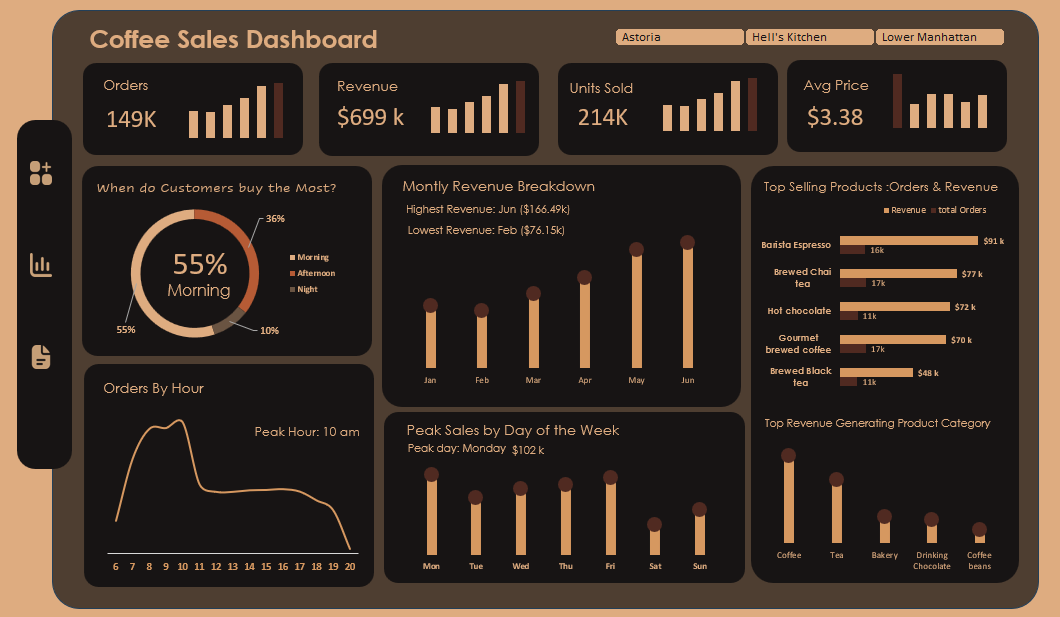 Coffee Sales Dashboard
Astoria
Hell's Kitchen
Lower Manhattan
Orders
149K
Revenue
$699 k
Units Sold
214K
Avg Price
$3.38
When do Customers buy the Most?
36%
55%
Morning
Morning
Afternoon
Night
55%
10%
Montly Revenue Breakdown
Highest Revenue: Jun ($166.49k)
Lowest Revenue: Feb ($76.15k)
Jan Feb Mar Apr May Jun
Top Selling Products :Orders & Revenue
Revenue total Orders
Barista Espresso
$91 k
16k
Brewed Chai
tea
$77 k
17k
Hot chocolate
$72 k
11k
Gourmet
brewed coffee
$70 k
17k
Brewed Black
tea
$48 k
11k
Orders By Hour
Peak Hour: 10 am
6 7 8 9 10 11 12 13 14 15 16 17 18 19 20
Peak Sales by Day of the Week
Peak day: Monday $102 k
Mon Tue Wed Thu Fri Sat Sun
Top Revenue Generating Product Category
Coffee Tea Bakery Drinking Coffee
Chocolate beans